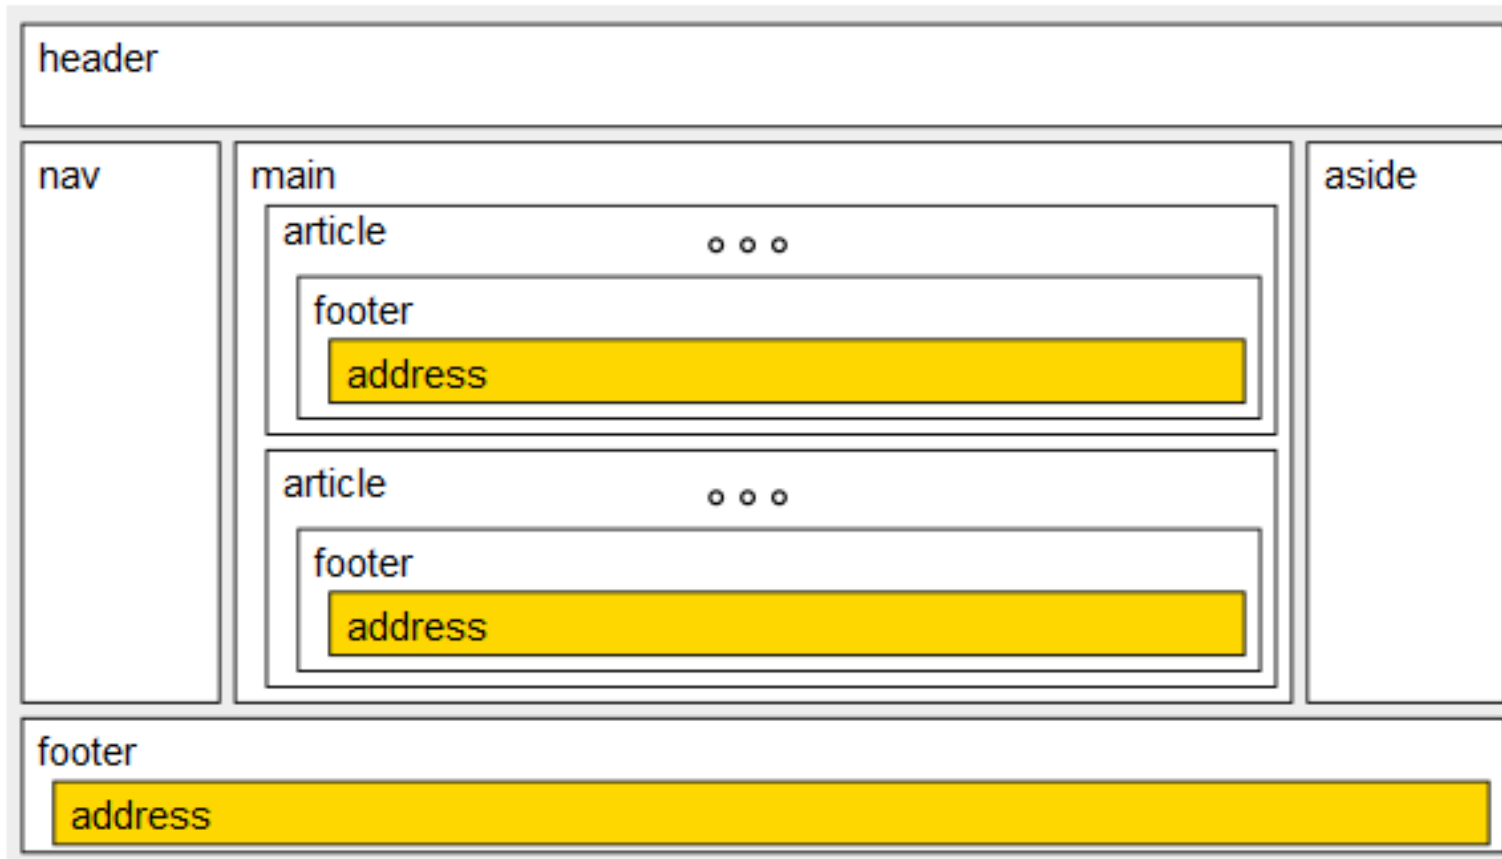 header
nav
main
aside
article
footer
address
article
footer
address
footer
address